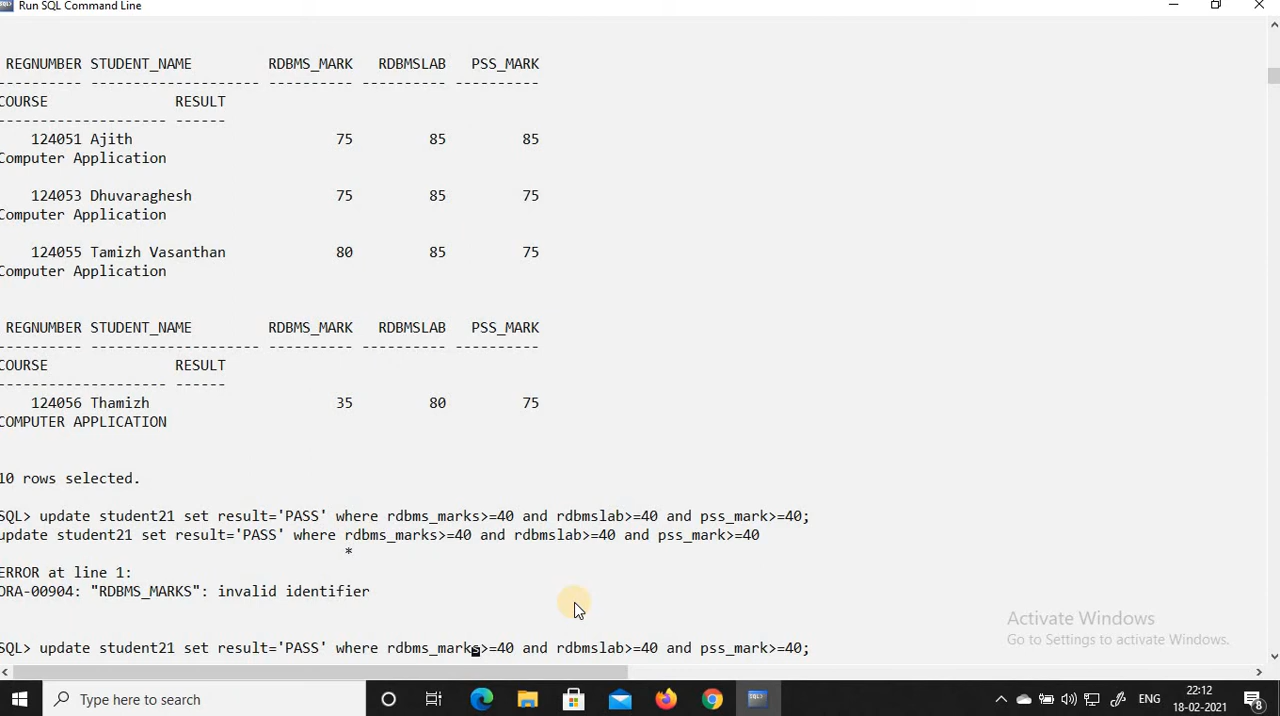 Run SQL Command Line
REGNUMBER STUDENT_NAME RDBMS_MARK RDBMSLAB PSS_MARK
---------- -------------------- ---------- ---------- ----------
COURSE RESULT
-------------------- ------
124051 Ajith 75 85 85
Computer Application
124053 Dhuvaraghesh 75 85 75
Computer Application
124055 Tamizh Vasanthan 80 85 75
Computer Application
REGNUMBER STUDENT_NAME RDBMS_MARK RDBMSLAB PSS_MARK
---------- -------------------- ---------- ---------- ----------
COURSE RESULT
-------------------- ------
124056 Thamizh 35 80 75
COMPUTER APPLICATION
10 rows selected.
SQL> update student21 set result='PASS' where rdbms_marks>=40 and rdbmslab>=40 and pss_mark>=40;
update student21 set result='PASS' where rdbms_marks>=40 and rdbmslab>=40 and pss_mark>=40
*
ERROR at line 1:
ORA-00904: "RDBMS_MARKS": invalid identifier
SQL> update student21 set result='PASS' where rdbms_marks>=40 and rdbmslab>=40 and pss_mark>=40;
Activate Windows
Go to Settings to activate Windows.
Type here to search
ENG
22:12
18-02-2021
8